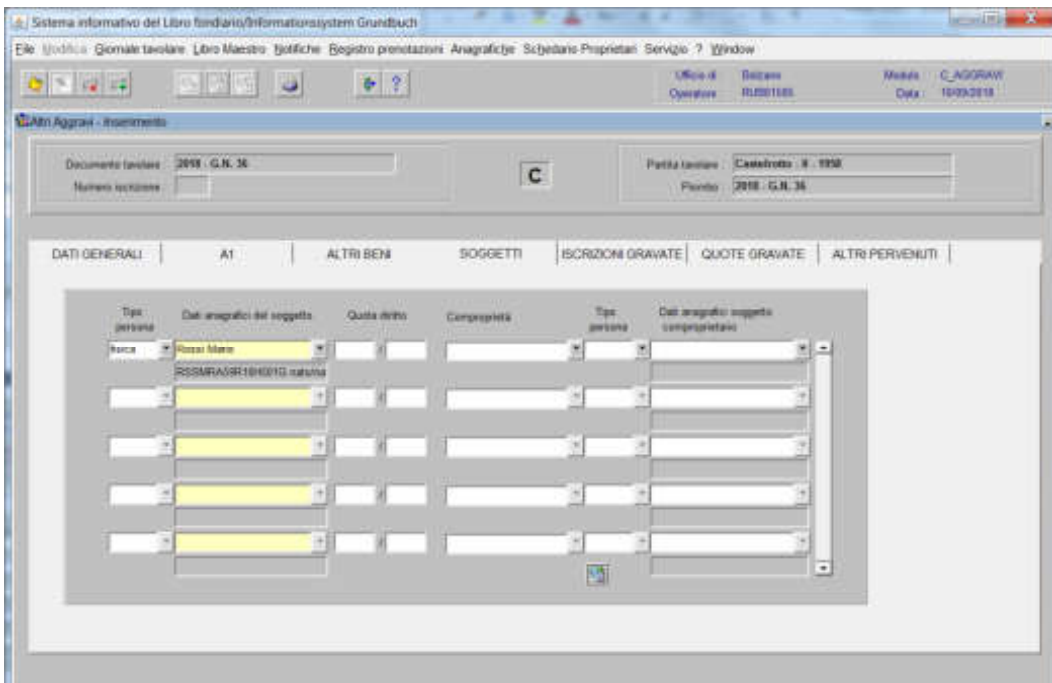 Sistema informativo del Libro fondiario/Informationssystem Grundbuch
File Modifica Giornale tavolare Libro Maestro Notifiche Registro prenotazioni Anagrafiche Schedario Proprietari Servizio ? Window
Ufficio di Bolzano Modulo C_AGGRAVI
Operatore Data: 10/09/2018
Altri Aggravi - Inserimento
Documento tavolare 2018 - G.N. 36 C Partita tavolare Castelrotto - II - 1958
Numero iscrizione Piombo 2018 - G.N. 36
DATI GENERALI A1 ALTRI BENI SOGGETTI ISCRIZIONI GRAVATE QUOTE GRAVATE ALTRI PERVENUTI
Tipo persona Dati anagrafici del soggetto Quota diritto Comproprietà Tipo persona Dati anagrafici soggetto comproprietario
fisica Rossi Mario /
/
/
/
/